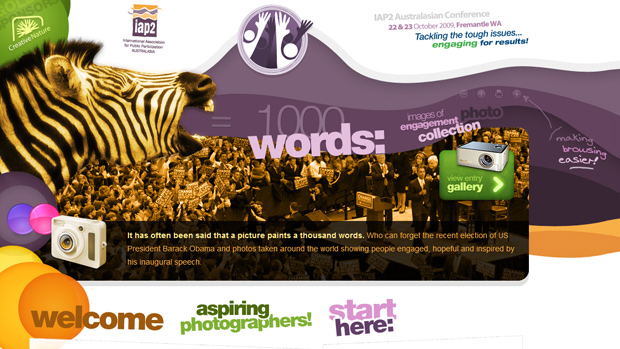 CreativeNature
iap2
International Association
for Public Participation
AUSTRALASIA
IAP2 Australasian Conference
22 & 23 October 2009, Fremantle WA
Tackling the tough issues...
engaging for results!
= 1000
words:
images of
engagement
photo
collection
making
browsing
easier!
view entry
gallery
It has often been said that a picture paints a thousand words. Who can forget the recent election of US
President Barack Obama and photos taken around the world showing people engaged, hopeful and inspired by
his inaugural speech.
welcome
aspiring
photographers!
start
here: